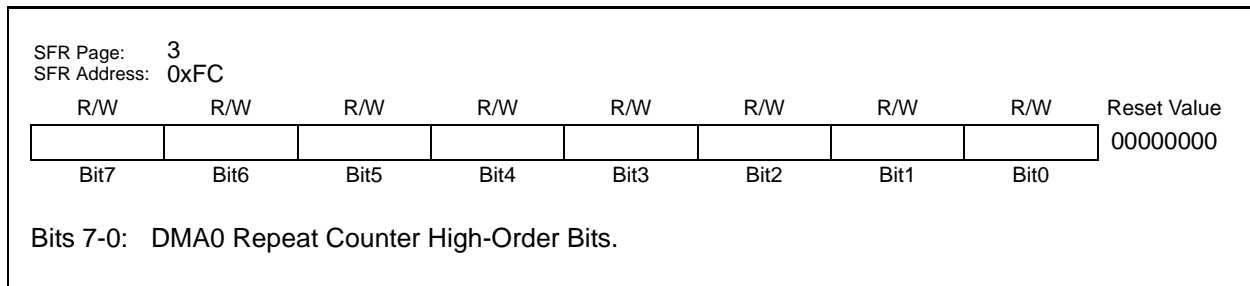 SFR Page: 3
SFR Address: 0xFC
R/W R/W R/W R/W R/W R/W R/W R/W Reset Value
00000000
Bit7 Bit6 Bit5 Bit4 Bit3 Bit2 Bit1 Bit0
Bits 7-0: DMA0 Repeat Counter High-Order Bits.